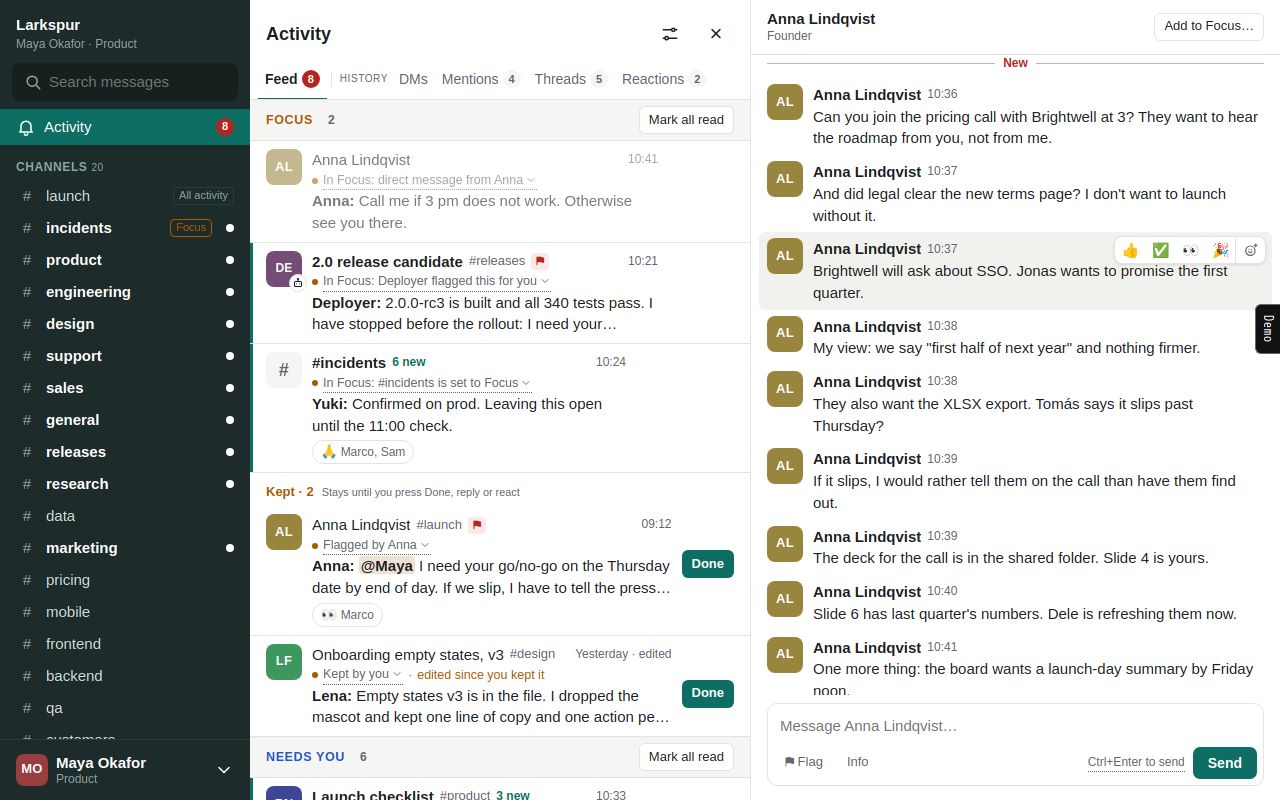 Larkspur
Maya Okafor · Product
Search messages
Activity
8
CHANNELS 20
# launch All activity
# incidents Focus
# product
# engineering
# design
# support
# sales
# general
# releases
# research
# data
# marketing
# pricing
# mobile
# frontend
# backend
# qa
# customers
MO
Maya Okafor
Product
Activity
Feed 8 HISTORY DMs Mentions 4 Threads 5 Reactions 2
FOCUS 2 Mark all read
AL
Anna Lindqvist 10:41
In Focus: direct message from Anna
Anna: Call me if 3 pm does not work. Otherwise
see you there.
DE
2.0 release candidate #releases 10:21
In Focus: Deployer flagged this for you
Deployer: 2.0.0-rc3 is built and all 340 tests pass. I
have stopped before the rollout: I need your…
#
#incidents 6 new 10:24
In Focus: #incidents is set to Focus
Yuki: Confirmed on prod. Leaving this open
until the 11:00 check.
🙏 Marco, Sam
Kept · 2 Stays until you press Done, reply or react
AL
Anna Lindqvist #launch 09:12
Flagged by Anna
Anna: @Maya I need your go/no-go on the Thursday
date by end of day. If we slip, I have to tell the press…
Done
👀 Marco
LF
Onboarding empty states, v3 #design Yesterday · edited
Kept by you · edited since you kept it
Lena: Empty states v3 is in the file. I dropped the
mascot and kept one line of copy and one action pe…
Done
NEEDS YOU 6 Mark all read
Launch checklist #product 3 new 10:33
Anna Lindqvist
Founder
Add to Focus…
New
AL
Anna Lindqvist 10:36
Can you join the pricing call with Brightwell at 3? They want to hear
the roadmap from you, not from me.
AL
Anna Lindqvist 10:37
And did legal clear the new terms page? I don't want to launch
without it.
AL
Anna Lindqvist 10:37
Brightwell will ask about SSO. Jonas wants to promise the first
quarter.
AL
Anna Lindqvist 10:38
My view: we say "first half of next year" and nothing firmer.
AL
Anna Lindqvist 10:38
They also want the XLSX export. Tomás says it slips past
Thursday?
AL
Anna Lindqvist 10:39
If it slips, I would rather tell them on the call than have them find
out.
AL
Anna Lindqvist 10:39
The deck for the call is in the shared folder. Slide 4 is yours.
AL
Anna Lindqvist 10:40
Slide 6 has last quarter's numbers. Dele is refreshing them now.
AL
Anna Lindqvist 10:41
One more thing: the board wants a launch-day summary by Friday
noon.
Demo
Message Anna Lindqvist…
Flag Info Ctrl+Enter to send Send